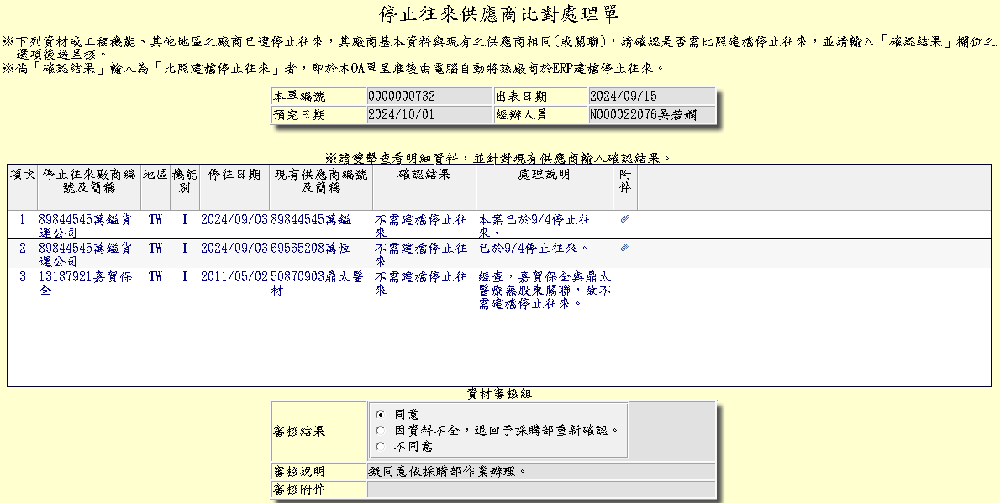 停止往來供應商比對處理單
※下列資材或工程機能、其他地區之廠商已遭停止往來，其廠商基本資料與現有之供應商相同(或關聯)，請確認是否需比照建檔停止往來，並請輸入「確認結果」欄位之
選項後送呈核。
※倘「確認結果」輸入為「比照建檔停止往來」者，即於本OA單呈准後由電腦自動將該廠商於ERP建檔停止往來。
本單編號 0000000732 出表日期 2024/09/15
預完日期 2024/10/01 經辦人員 N000022076吳若嫻
※請雙擊查看明細資料，並針對現有供應商輸入確認結果。
項次 停止往來廠商編 地區 機能 停往日期 現有供應商編號 確認結果 處理說明 附
號及簡稱 別 及簡稱 件
1 89844545萬鎰貨 TW I 2024/09/03 89844545萬鎰 不需建檔停止往 本案已於9/4停止往
運公司 來 來。
2 89844545萬鎰貨 TW I 2024/09/03 69565208萬恒 不需建檔停止往 已於9/4停止往來。
運公司 來
3 13187921嘉賀保 TW I 2011/05/02 50870903鼎太醫 不需建檔停止往 經查，嘉賀保全與鼎太
全 材 來 醫療無股東關聯，故不
需建檔停止往來。
資材審核組
審核結果
同意
因資料不全，退回予採購部重新確認。
不同意
審核說明 擬同意依採購部作業辦理。
審核附件